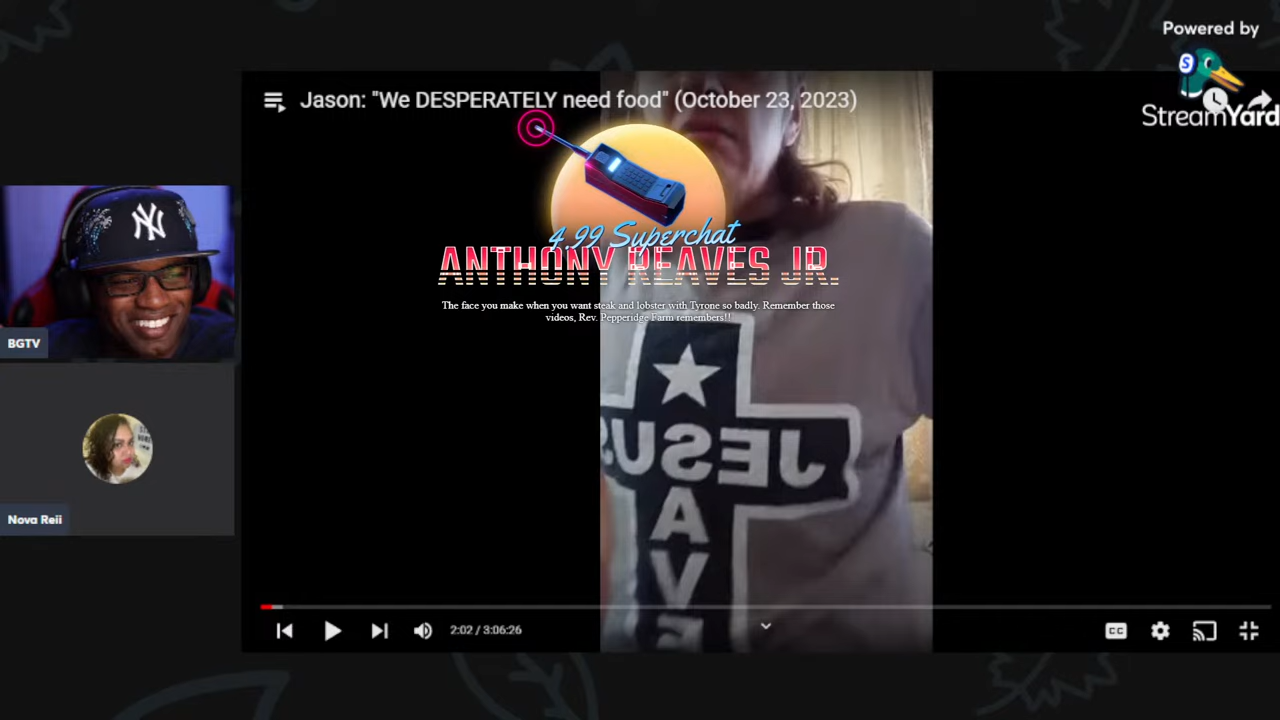 Powered by
StreamYard
Jason: "We DESPERATELY need food" (October 23, 2023)
4.99 Superchat
ANTHONY REAVES JR.
The face you make when you want steak and lobster with Tyrone so badly. Remember those
videos, Rev. Pepperidge Farm remembers!!
NY
BGTV
Nova Reii
JESUS
SAVE
2:02 / 3:06:26
CC